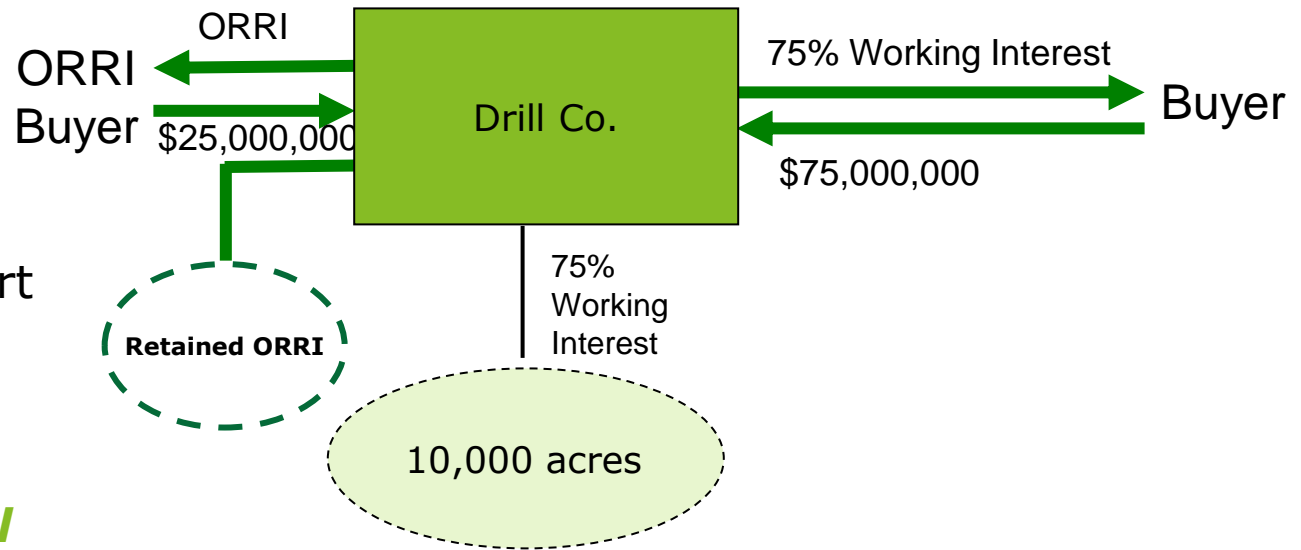 ORRI
ORRI
Buyer
$25,000,000
Drill Co.
75% Working Interest
Buyer
$75,000,000
rt
Retained ORRI
75%
Working
Interest
10,000 acres